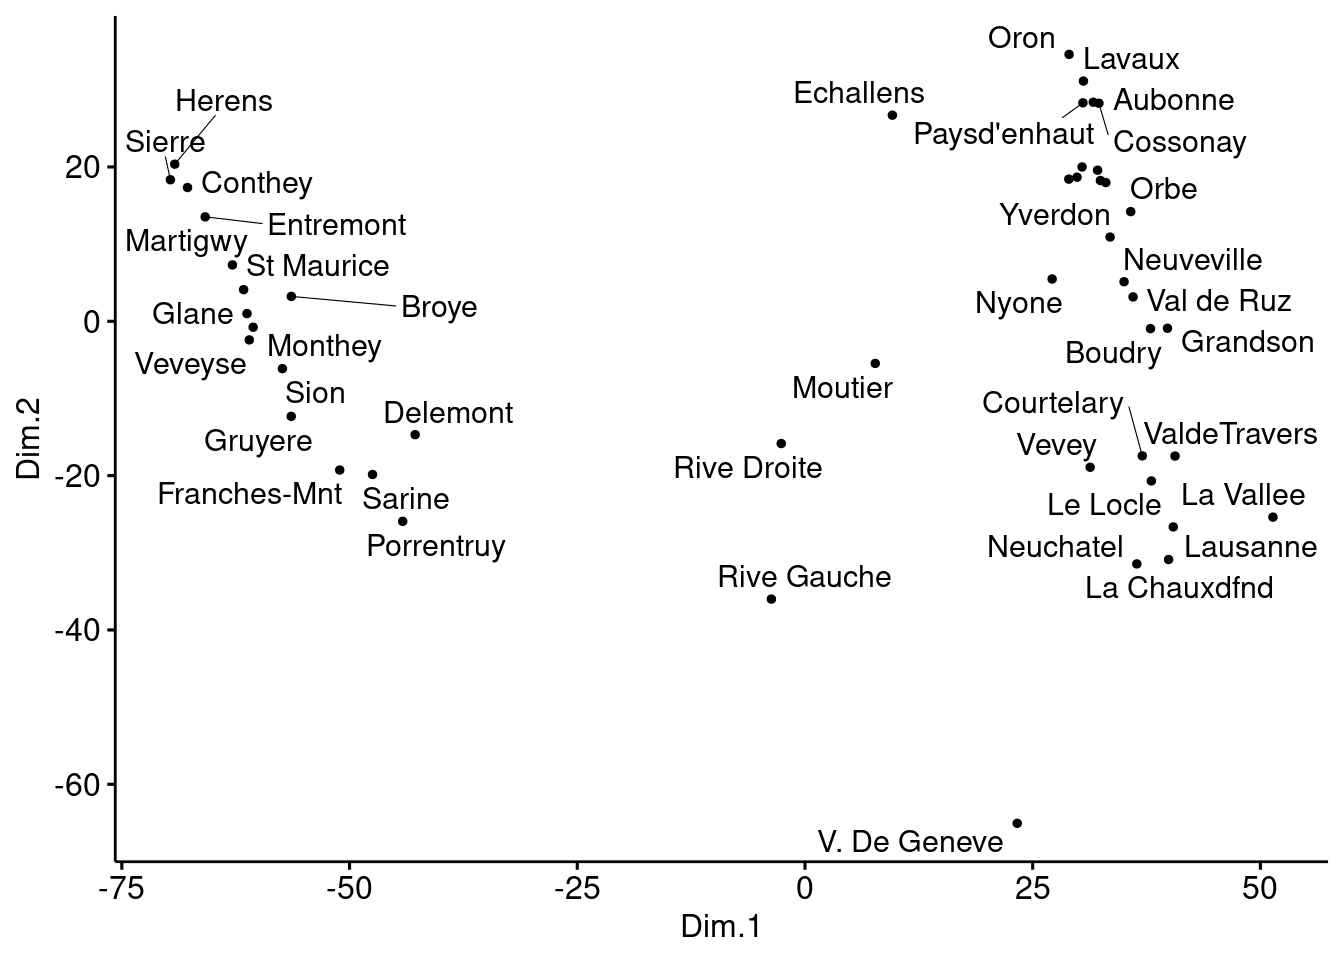 Oron
Lavaux
Echallens
Herens
Aubonne
Paysd'enhaut
Sierre
Cossonay
20
Conthey
Orbe
Yverdon
Entremont
Martigwy
St Maurice
Neuveville
Nyone
Val de Ruz
Broye
Glane
0
Monthey
Grandson
Boudry
Veveyse
Moutier
Sion
Courtelary
Delemont
ValdeTravers
Gruyere
Vevey
Dim.2
Rive Droite
-20
Franches-Mnt
Sarine
La Vallee
Le Locle
Porrentruy
Neuchatel
Lausanne
Rive Gauche
La Chauxdfnd
-40
-60
V. De Geneve
-75
-50
-25
0
25
50
Dim.1